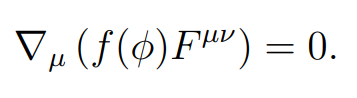 ∇_μ (f(ϕ)F^{μν}) = 0.